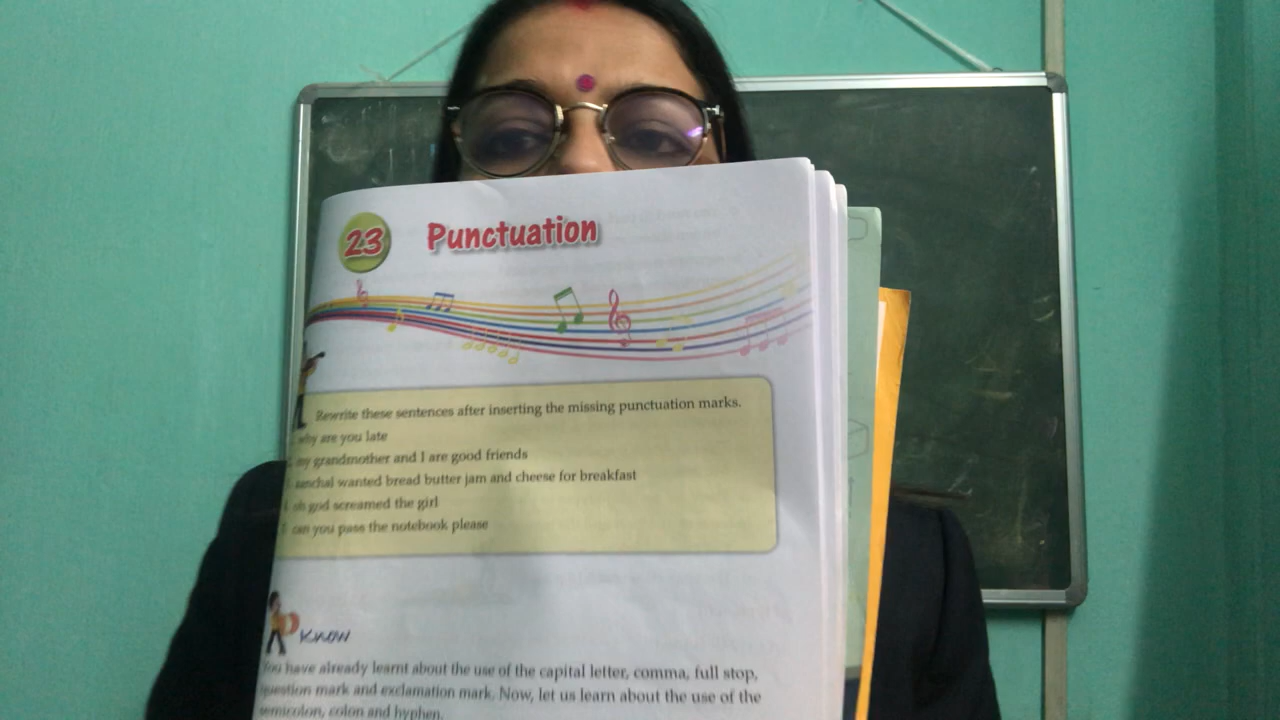 23 Punctuation
Rewrite these sentences after inserting the missing punctuation marks.
why are you late
my grandmother and I are good friends
aanchal wanted bread butter jam and cheese for breakfast
oh god screamed the girl
can you pass the notebook please
Know
You have already learnt about the use of the capital letter, comma, full stop,
question mark and exclamation mark. Now, let us learn about the use of the
semicolon, colon and hyphen.